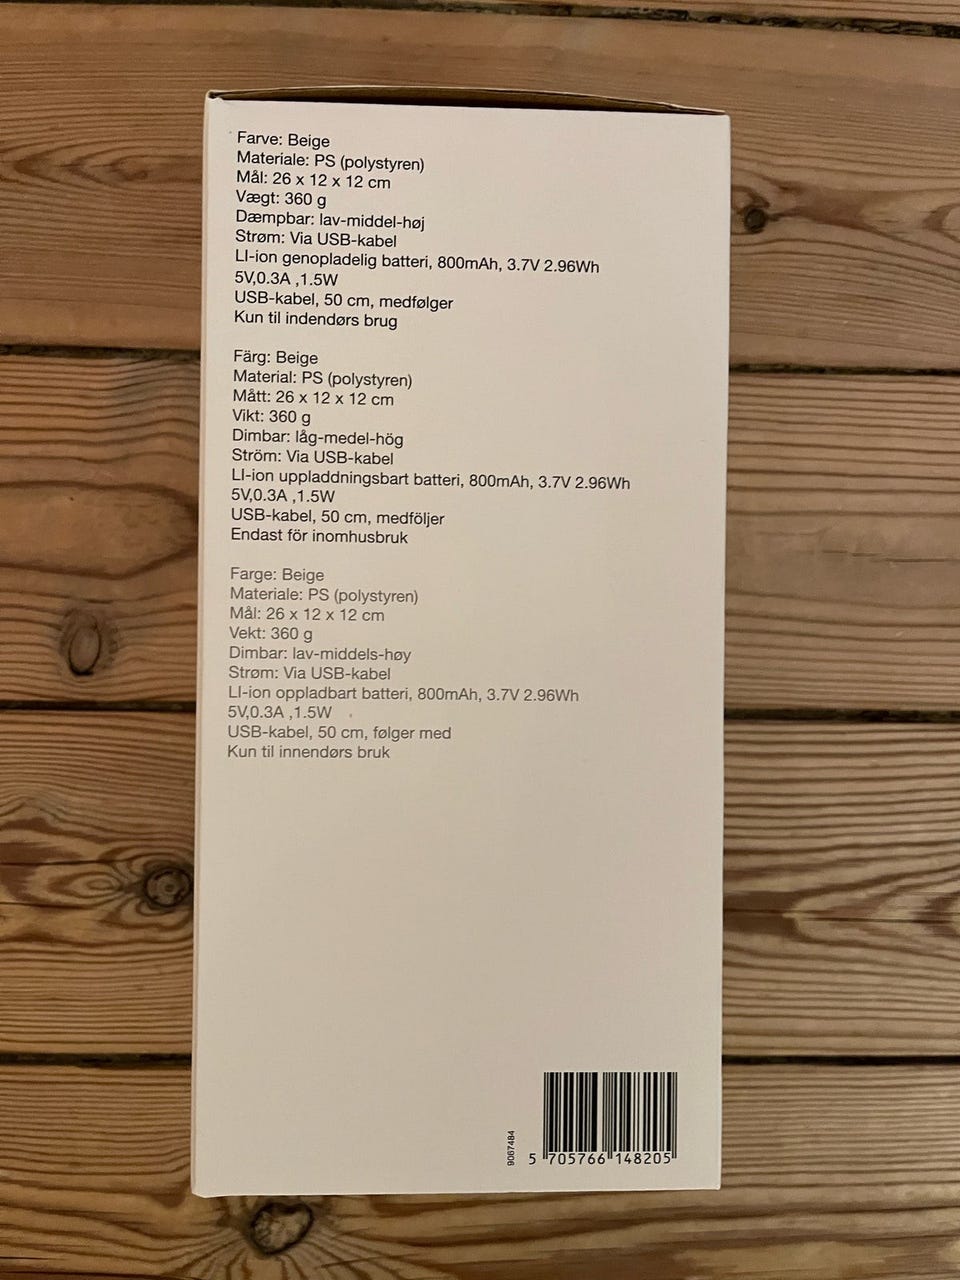 Farve: Beige
Materiale: PS (polystyren)
Mål: 26 x 12 x 12 cm
Vægt: 360 g
Dæmpbar: lav-middel-høj
Strøm: Via USB-kabel
LI-ion genopladelig batteri, 800mAh, 3.7V 2.96Wh
5V,0.3A ,1.5W
USB-kabel, 50 cm, medfølger
Kun til indendørs brug
Färg: Beige
Material: PS (polystyren)
Mått: 26 x 12 x 12 cm
Vikt: 360 g
Dimbar: låg-medel-hög
Ström: Via USB-kabel
LI-ion uppladdningsbart batteri, 800mAh, 3.7V 2.96Wh
5V,0.3A ,1.5W
USB-kabel, 50 cm, medföljer
Endast för inomhusbruk
Farge: Beige
Materiale: PS (polystyren)
Mål: 26 x 12 x 12 cm
Vekt: 360 g
Dimbar: lav-middels-høy
Strøm: Via USB-kabel
LI-ion oppladbart batteri, 800mAh, 3.7V 2.96Wh
5V,0.3A ,1.5W
USB-kabel, 50 cm, følger med
Kun til innendørs bruk
9067484
5 705766 148205